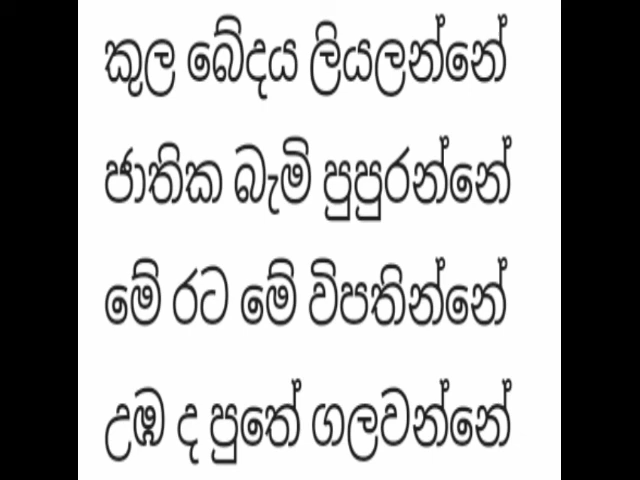 කුල බේදය ලියලන්නේ
ජාතික බැමි පුපුරන්නේ
මේ රට මේ විපතින්නේ
උඹ ද පුතේ ගලවන්නේ